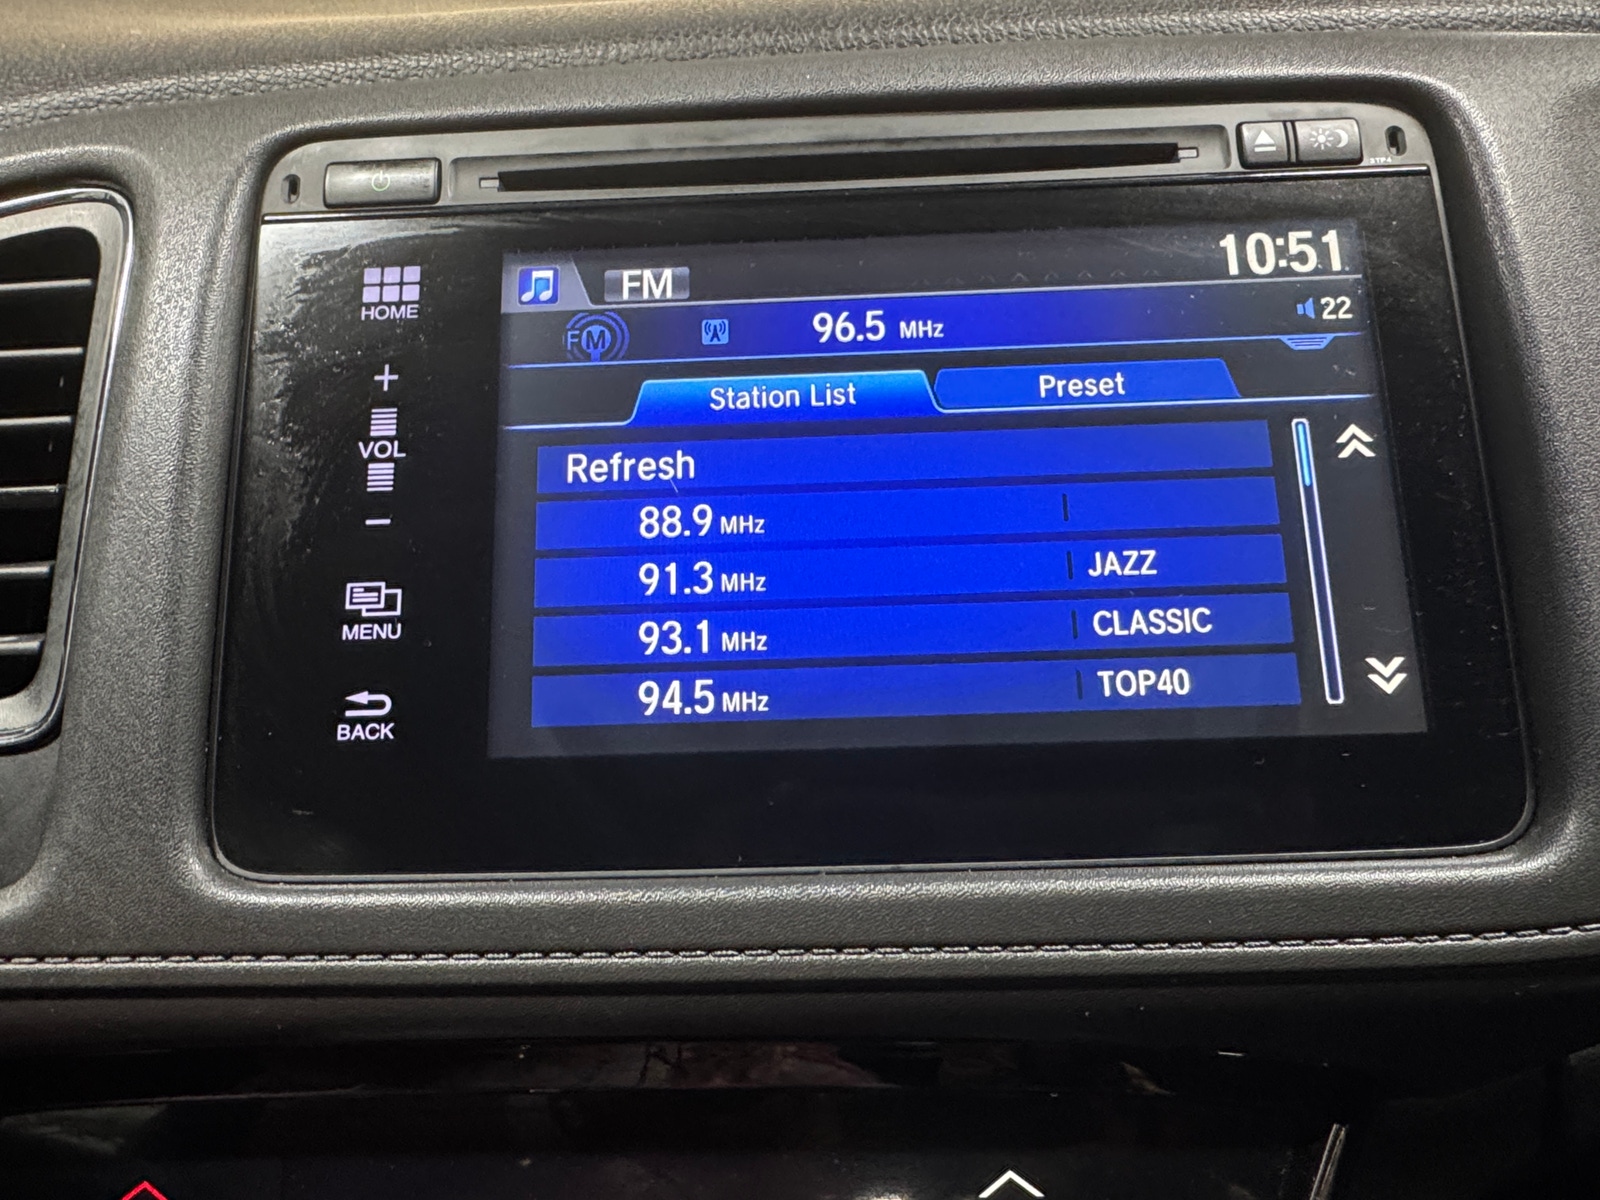 FM
10:51
FM
96.5 MHz
22
HOME
Station List
Preset
VOL
Refresh
88.9 MHz
91.3 MHz JAZZ
93.1 MHz CLASSIC
MENU
94.5 MHz TOP40
BACK